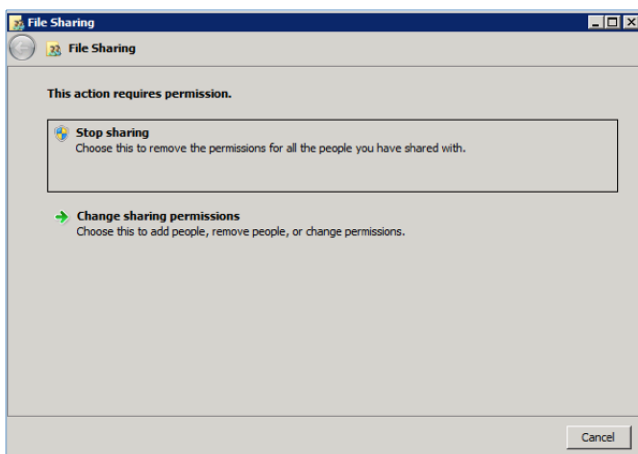 File Sharing
File Sharing
This action requires permission.
Stop sharing
Choose this to remove the permissions for all the people you have shared with.
Change sharing permissions
Choose this to add people, remove people, or change permissions.
Cancel